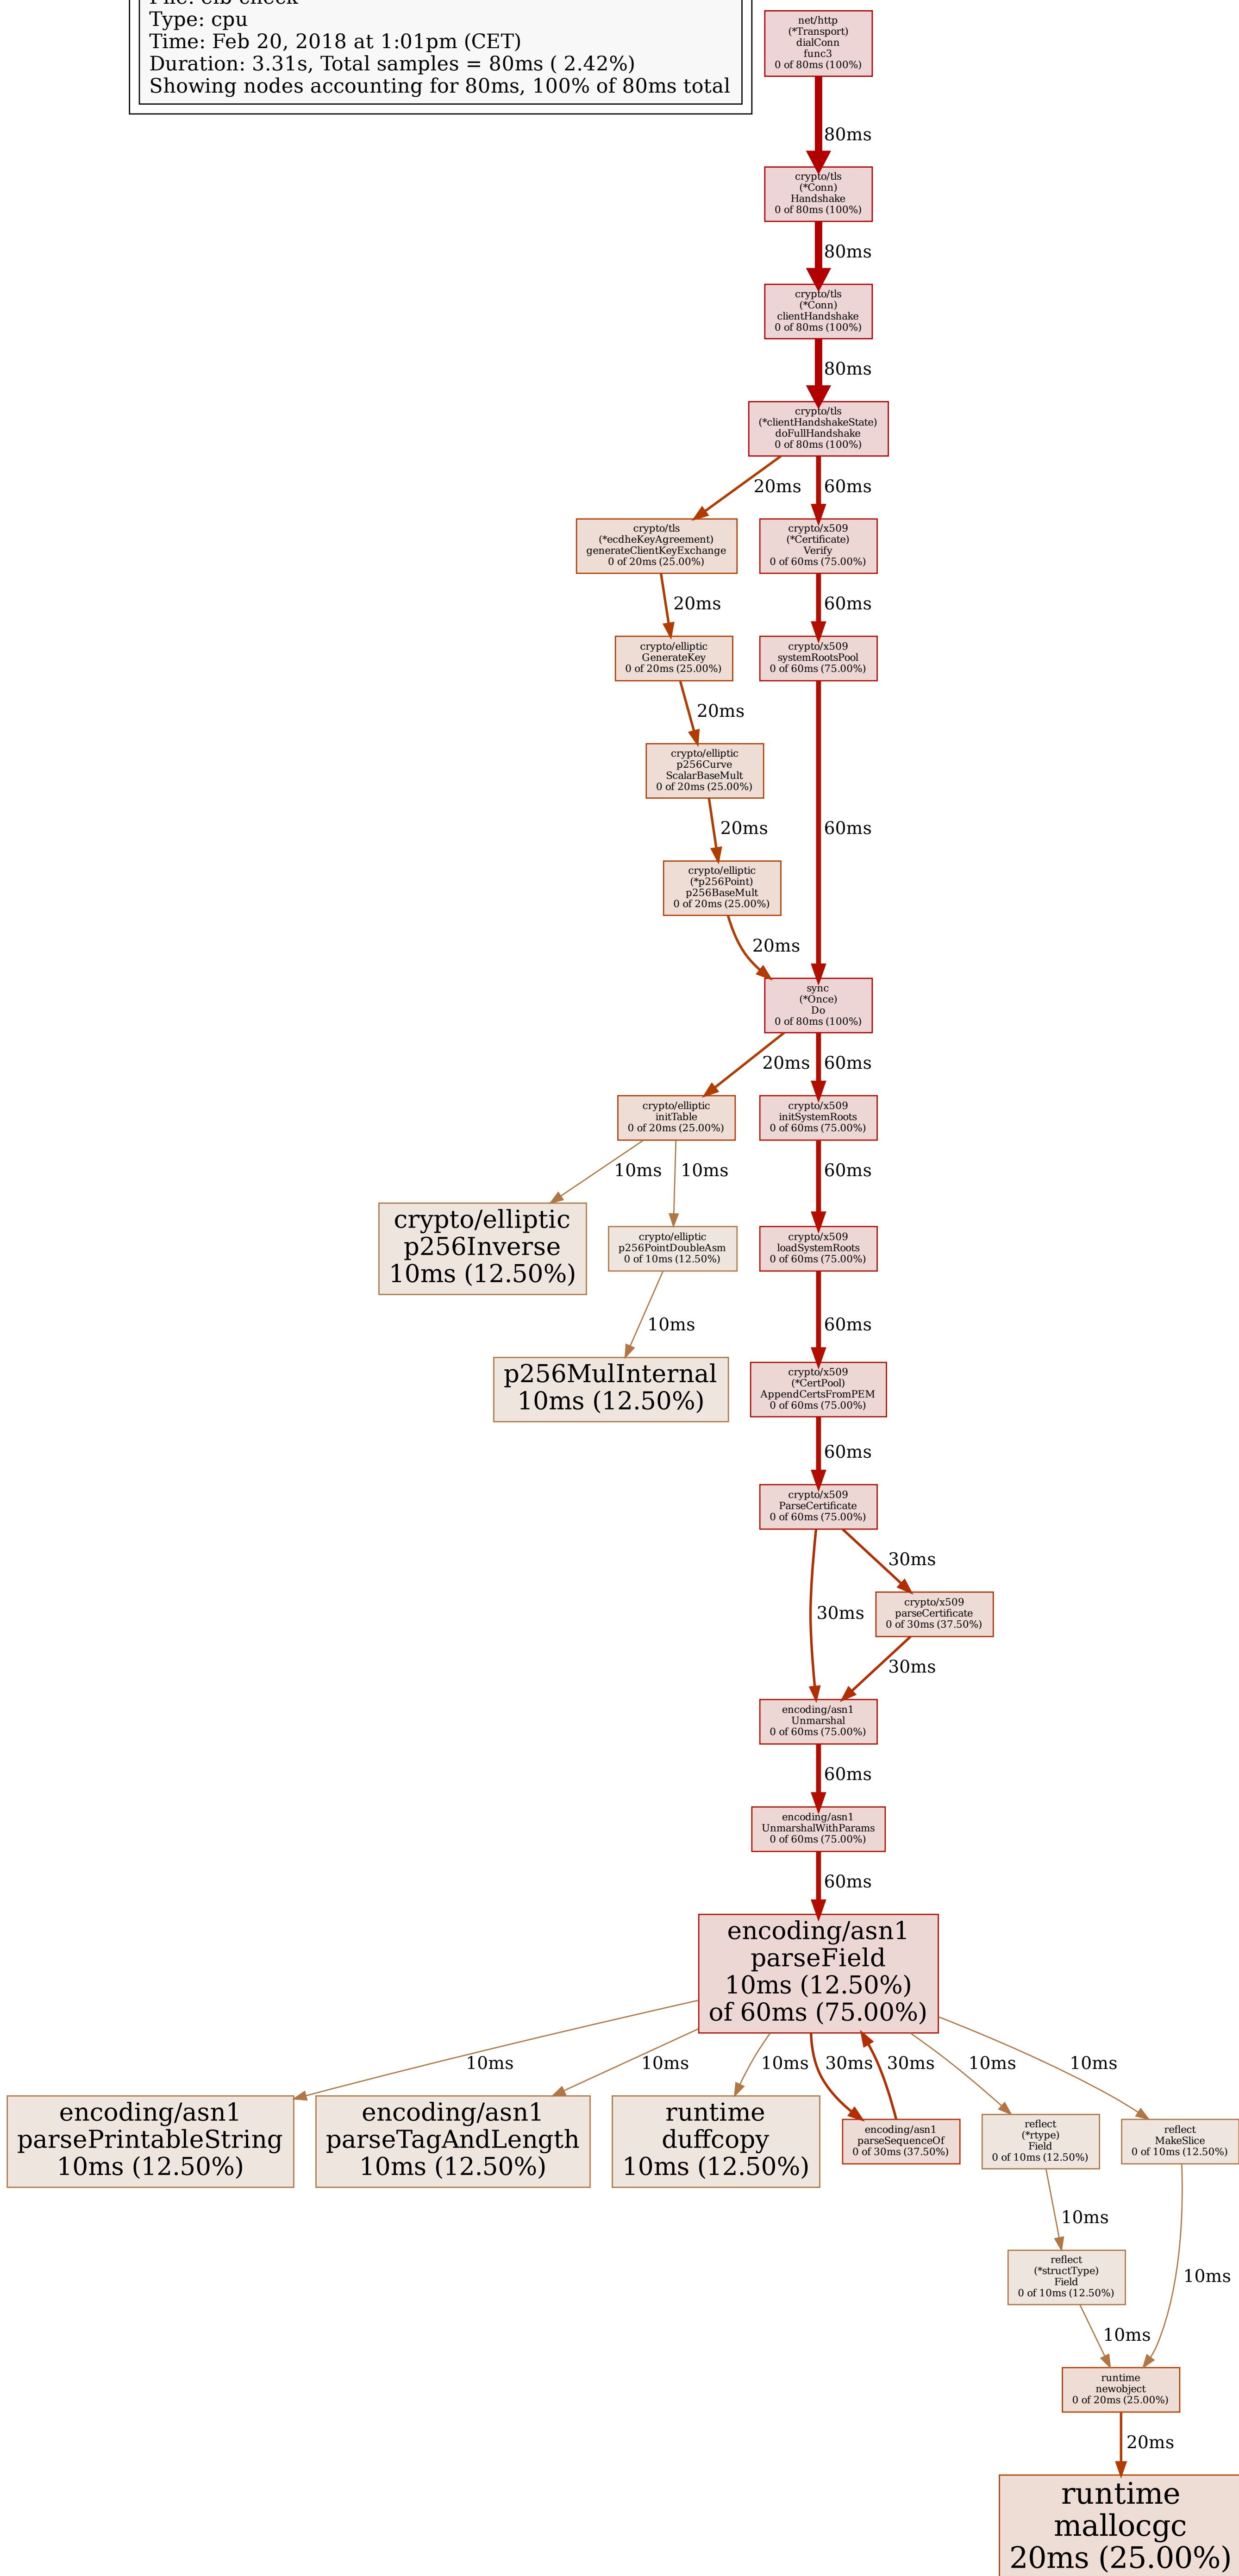 Type: cpu
Time: Feb 20, 2018 at 1:01pm (CET)
Duration: 3.31s, Total samples = 80ms ( 2.42%)
Showing nodes accounting for 80ms, 100% of 80ms total
net/http
(*Transport)
dialConn
func3
0 of 80ms (100%)
80ms
crypto/tls
(*Conn)
Handshake
0 of 80ms (100%)
80ms
crypto/tls
(*Conn)
clientHandshake
0 of 80ms (100%)
80ms
crypto/tls
(*clientHandshakeState)
doFullHandshake
0 of 80ms (100%)
20ms
60ms
crypto/tls
(*ecdheKeyAgreement)
generateClientKeyExchange
0 of 20ms (25.00%)
crypto/x509
(*Certificate)
Verify
0 of 60ms (75.00%)
20ms
60ms
crypto/elliptic
GenerateKey
0 of 20ms (25.00%)
crypto/x509
systemRootsPool
0 of 60ms (75.00%)
20ms
crypto/elliptic
p256Curve
ScalarBaseMult
0 of 20ms (25.00%)
20ms
60ms
crypto/elliptic
(*p256Point)
p256BaseMult
0 of 20ms (25.00%)
20ms
sync
(*Once)
Do
0 of 80ms (100%)
20ms
60ms
crypto/elliptic
initTable
0 of 20ms (25.00%)
crypto/x509
initSystemRoots
0 of 60ms (75.00%)
10ms
10ms
60ms
crypto/elliptic
p256Inverse
10ms (12.50%)
crypto/elliptic
p256PointDoubleAsm
0 of 10ms (12.50%)
crypto/x509
loadSystemRoots
0 of 60ms (75.00%)
10ms
60ms
p256MulInternal
10ms (12.50%)
crypto/x509
(*CertPool)
AppendCertsFromPEM
0 of 60ms (75.00%)
60ms
crypto/x509
ParseCertificate
0 of 60ms (75.00%)
30ms
crypto/x509
parseCertificate
0 of 30ms (37.50%)
30ms
30ms
encoding/asn1
Unmarshal
0 of 60ms (75.00%)
60ms
encoding/asn1
UnmarshalWithParams
0 of 60ms (75.00%)
60ms
encoding/asn1
parseField
10ms (12.50%)
of 60ms (75.00%)
10ms
10ms
10ms
30ms
30ms
10ms
10ms
encoding/asn1
parsePrintableString
10ms (12.50%)
encoding/asn1
parseTagAndLength
10ms (12.50%)
runtime
duffcopy
10ms (12.50%)
encoding/asn1
parseSequenceOf
0 of 30ms (37.50%)
reflect
(*rtype)
Field
0 of 10ms (12.50%)
reflect
MakeSlice
0 of 10ms (12.50%)
10ms
reflect
(*structType)
Field
0 of 10ms (12.50%)
10ms
10ms
runtime
newobject
0 of 20ms (25.00%)
20ms
runtime
mallocgc
20ms (25.00%)